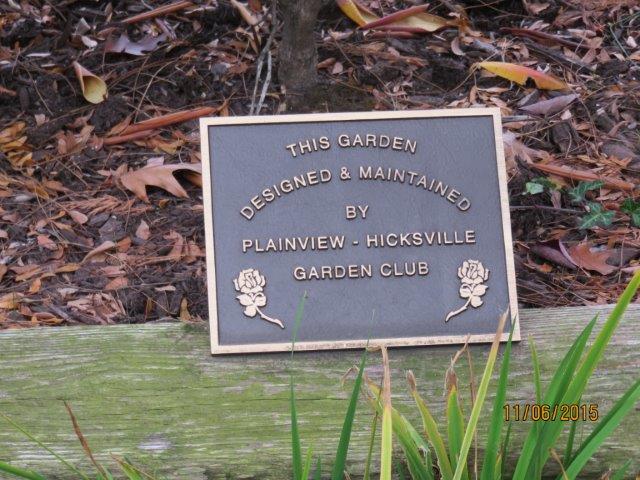 THIS GARDEN
DESIGNED & MAINTAINED
BY
PLAINVIEW - HICKSVILLE
GARDEN CLUB
11/06/2015